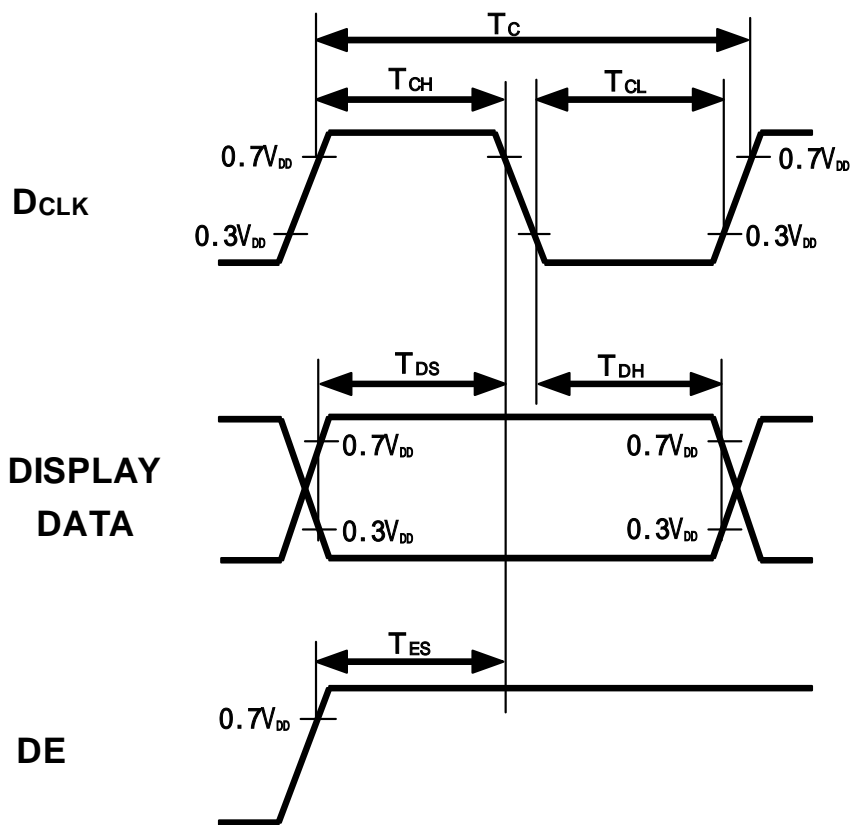 TC
TCH
TCL
0.7VDD
0.7VDD
DCLK
0.3VDD
0.3VDD
TDS
TDH
0.7VDD
0.7VDD
DISPLAY
DATA
0.3VDD
0.3VDD
TES
0.7VDD
DE